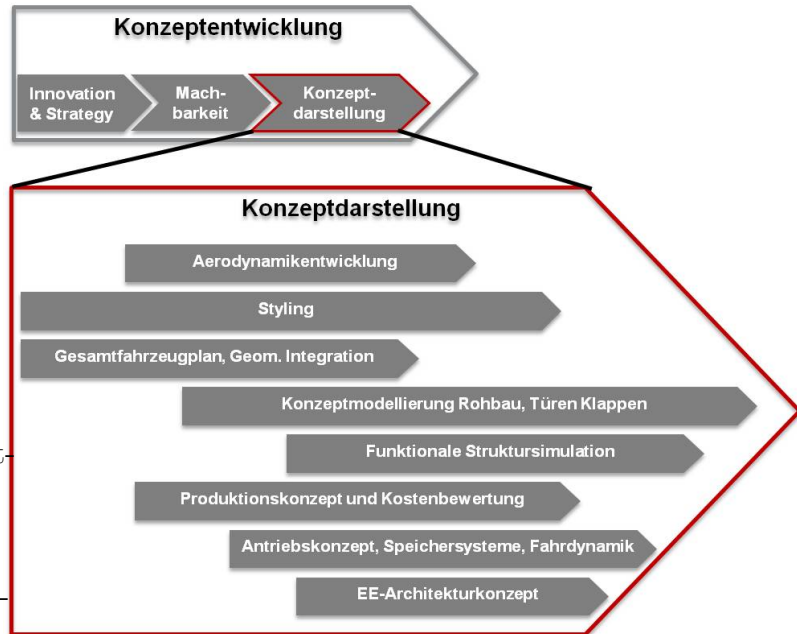 Konzeptentwicklung
Innovation
& Strategy
Mach-
barkeit
Konzept-
darstellung
Konzeptdarstellung
Aerodynamikentwicklung
Styling
Gesamtfahrzeugplan, Geom. Integration
Konzeptmodellierung Rohbau, Türen Klappen
Funktionale Struktursimulation
Produktionskonzept und Kostenbewertung
Antriebskonzept, Speichersysteme, Fahrdynamik
EE-Architekturkonzept